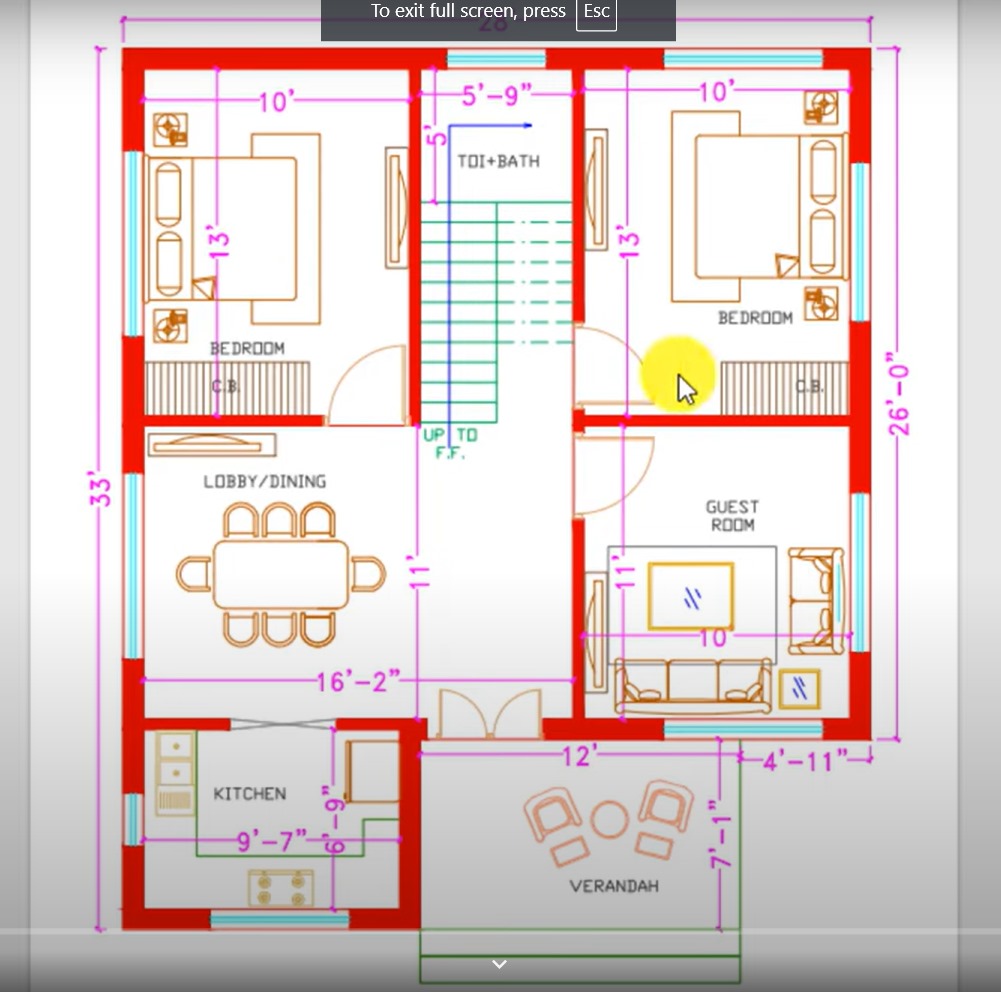 To exit full screen, press Esc
28'
10'
5'-9"
10'
5'
TOI+BATH
13'
13'
BEDROOM
BEDROOM
C.B.
C.B.
26'-0"
UP TO
F.F.
LOBBY/DINING
33'
GUEST
ROOM
11'
11'
10
16'-2"
12'
4'-11"
KITCHEN
9'-7"
6'-9"
7'-1"
VERANDAH